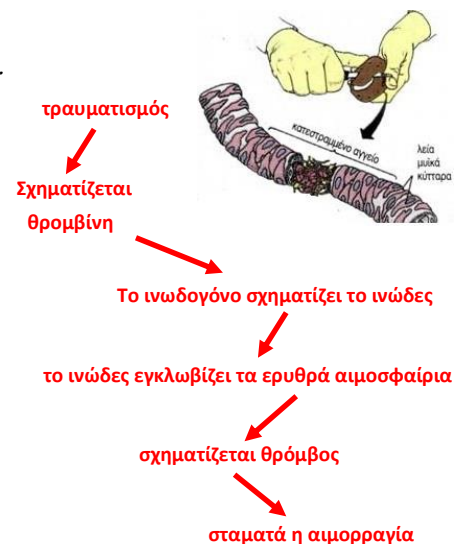 τραυματισμός
κατεστραμμένο αγγείο
λεία
μυϊκά
κύτταρα
Σχηματίζεται
θρομβίνη
Το ινωδογόνο σχηματίζει το ινώδες
το ινώδες εγκλωβίζει τα ερυθρά αιμοσφαίρια
σχηματίζεται θρόμβος
σταματά η αιμορραγία